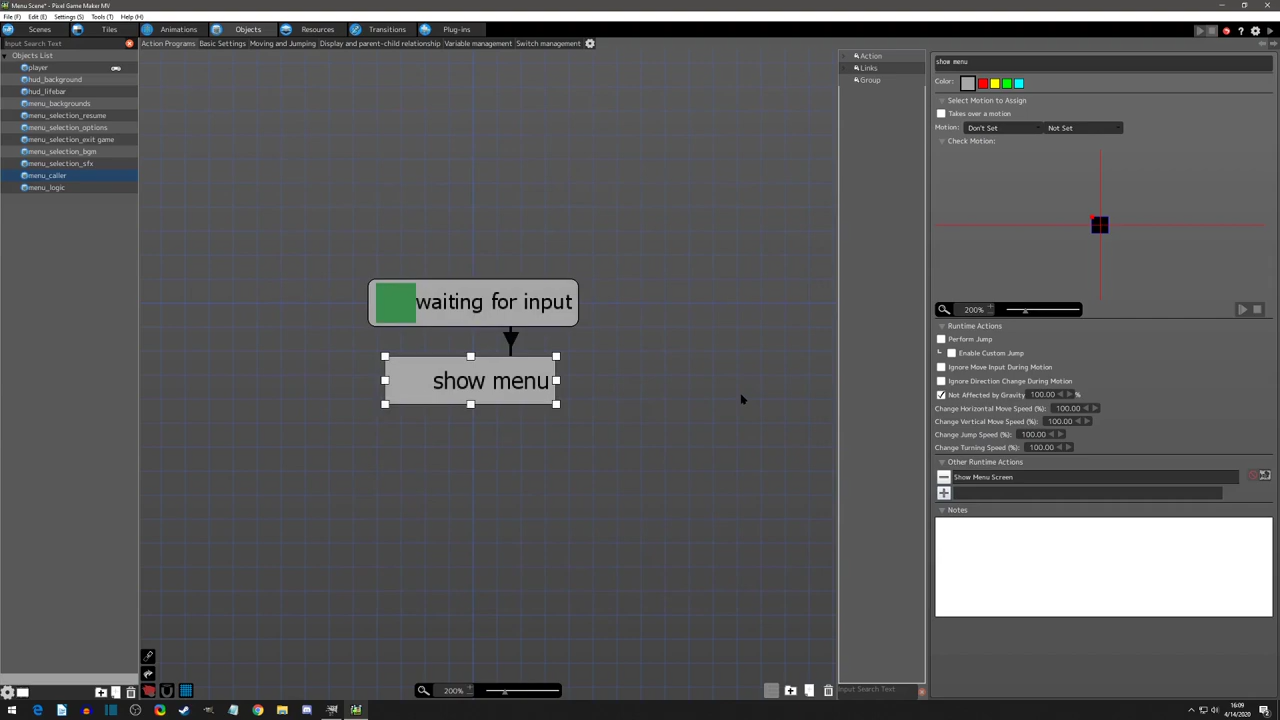 Menu Scene* - Pixel Game Maker MV
File (F) Edit (E) Settings (S) Tools (T) Help (H)
Scenes Tiles Animations Objects Resources Transitions Plug-ins
Input Search Text
Action Programs Basic Settings Moving and Jumping Display and parent-child relationship Variable management Switch management
Objects List
player
hud_background
hud_lifebar
menu_backgrounds
menu_selection_resume
menu_selection_options
menu_selection_exit game
menu_selection_bgm
menu_selection_sfx
menu_caller
menu_logic
waiting for input
show menu
200%
Action
Links
Group
Input Search Text
show menu
Color:
Select Motion to Assign
Takes over a motion
Motion: Don't Set Not Set
Check Motion:
200%
Runtime Actions
Perform Jump
Enable Custom Jump
Ignore Move Input During Motion
Ignore Direction Change During Motion
Not Affected by Gravity 100.00 %
Change Horizontal Move Speed (%): 100.00
Change Vertical Move Speed (%): 100.00
Change Jump Speed (%): 100.00
Change Turning Speed (%): 100.00
Other Runtime Actions
Show Menu Screen
Notes
16:09
4/14/2020